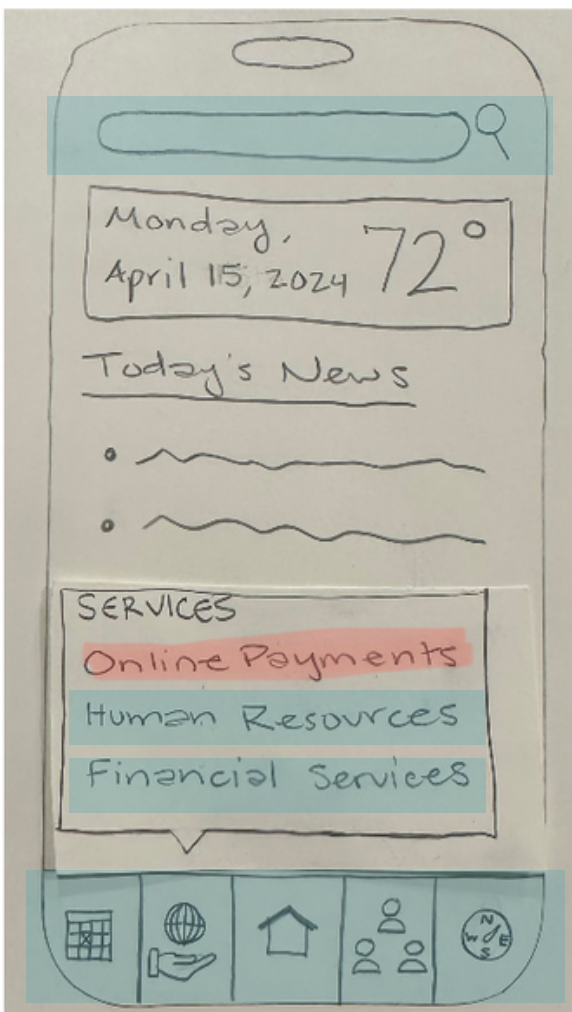 Monday,
April 15, 2024
72°
Today's News
SERVICES
Online Payments
Human Resources
Financial Services
N
W E
S